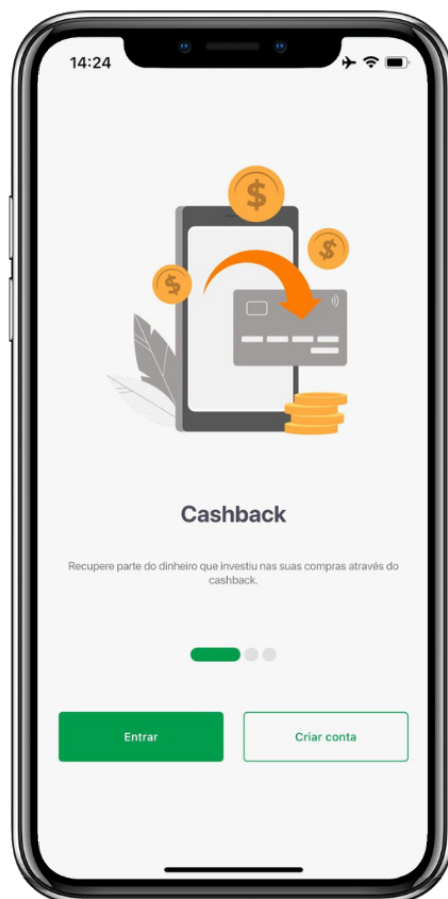 14:24
$
$
$
Cashback
Recupere parte do dinheiro que investiu nas suas compras através do
cashback.
Entrar
Criar conta